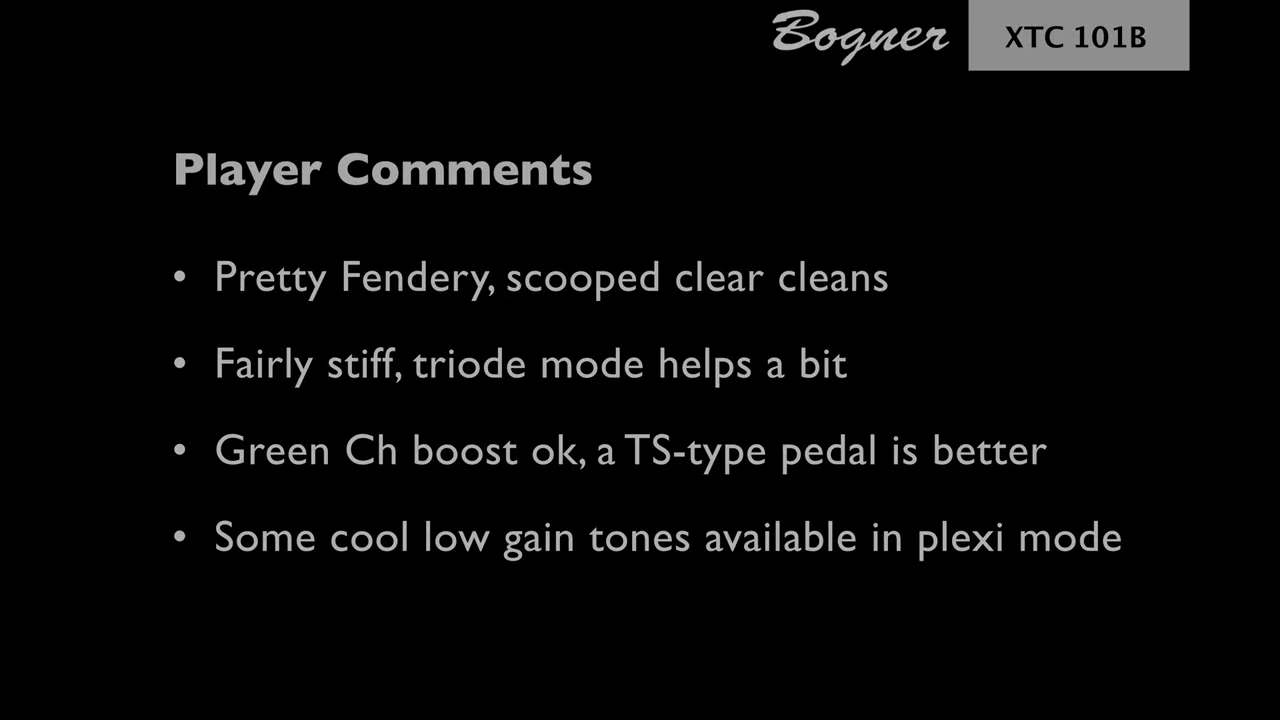 Bogner XTC 101B
Player Comments
• Pretty Fendery, scooped clear cleans
• Fairly stiff, triode mode helps a bit
• Green Ch boost ok, a TS-type pedal is better
• Some cool low gain tones available in plexi mode